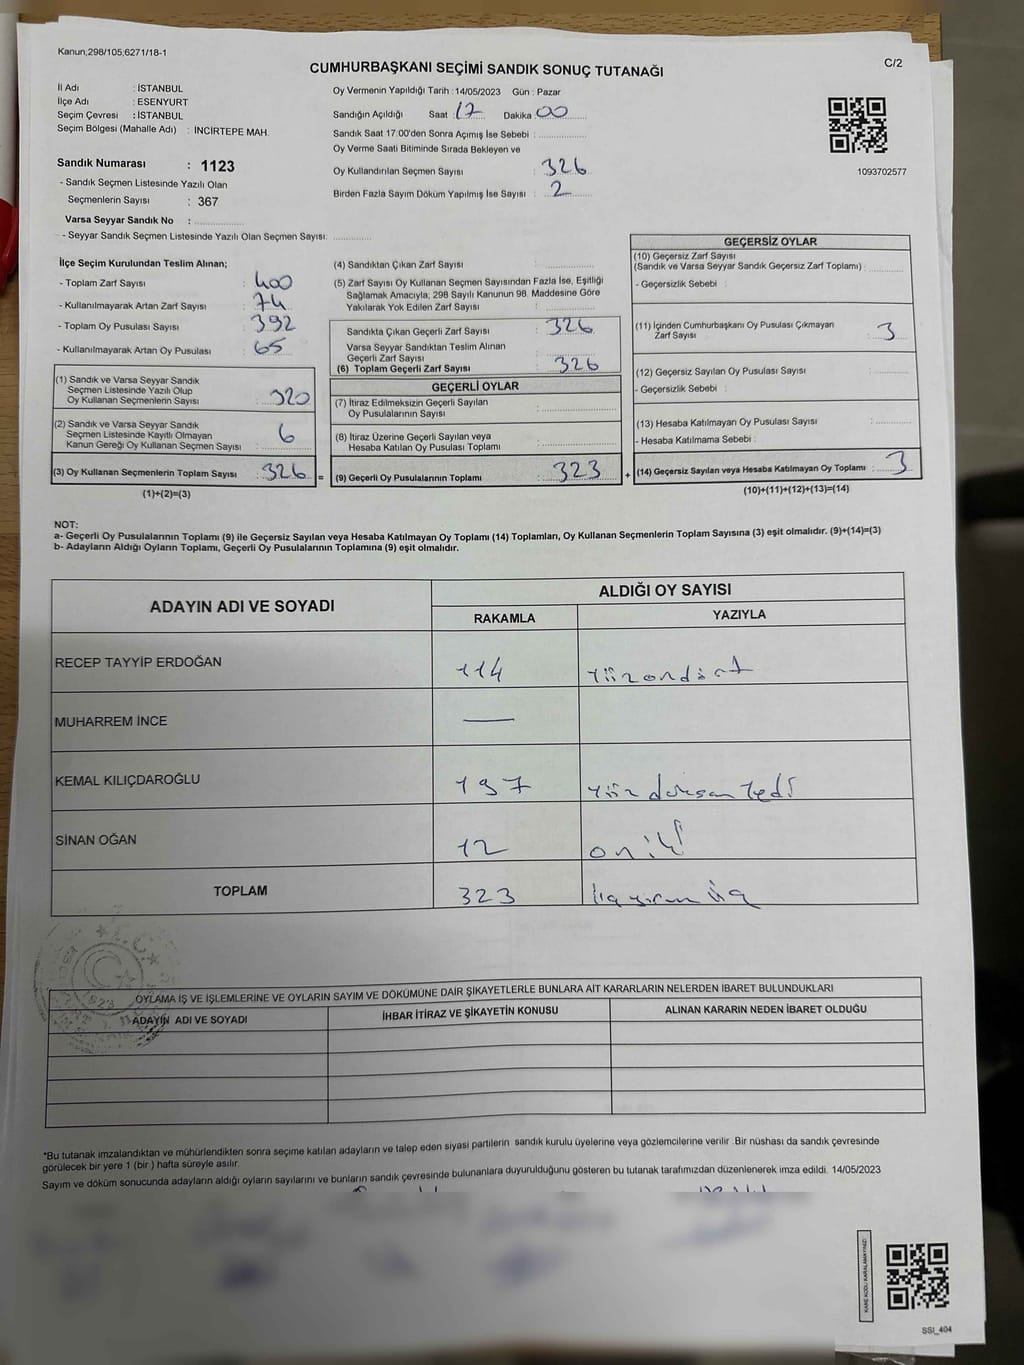 Kanun,298/105,6271/18-1
C/2
CUMHURBAŞKANI SEÇİMİ SANDIK SONUÇ TUTANAĞI
İl Adı : İSTANBUL
İlçe Adı : ESENYURT
Seçim Çevresi : İSTANBUL
Seçim Bölgesi (Mahalle Adı) : İNCİRTEPE MAH.
Sandık Numarası : 1123
- Sandık Seçmen Listesinde Yazılı Olan
Seçmenlerin Sayısı : 367
Varsa Seyyar Sandık No :
- Seyyar Sandık Seçmen Listesinde Yazılı Olan Seçmen Sayısı:
Oy Vermenin Yapıldığı Tarih :14/05/2023 Gün : Pazar
Sandığın Açıldığı Saat : 17 Dakika : 00
Sandık Saat 17:00'den Sonra Açımış İse Sebebi :
Oy Verme Saati Bitiminde Sırada Bekleyen ve
Oy Kullandırılan Seçmen Sayısı : 326
Birden Fazla Sayım Döküm Yapılmış İse Sayısı : 2
1093702577
İlçe Seçim Kurulundan Teslim Alınan;
- Toplam Zarf Sayısı : 400
- Kullanılmayarak Artan Zarf Sayısı : 74
- Toplam Oy Pusulası Sayısı : 392
- Kullanılmayarak Artan Oy Pusulası : 65
(1) Sandık ve Varsa Seyyar Sandık
Seçmen Listesinde Yazılı Olup
Oy Kullanan Seçmenlerin Sayısı : 320
(2) Sandık ve Varsa Seyyar Sandık
Seçmen Listesinde Kayıtlı Olmayan
Kanun Gereği Oy Kullanan Seçmen Sayısı : 6
(3) Oy Kullanan Seçmenlerin Toplam Sayısı : 326 =
(1)+(2)=(3)
(4) Sandıktan Çıkan Zarf Sayısı :
(5) Zarf Sayısı Oy Kullanan Seçmen Sayısından Fazla İse, Eşitliği
Sağlamak Amacıyla; 298 Sayılı Kanunun 98. Maddesine Göre
Yakılarak Yok Edilen Zarf Sayısı :
Sandıkta Çıkan Geçerli Zarf Sayısı : 326
Varsa Seyyar Sandıktan Teslim Alınan
Geçerli Zarf Sayısı :
(6) Toplam Geçerli Zarf Sayısı : 326
GEÇERLİ OYLAR
(7) İtiraz Edilmeksizin Geçerli Sayılan
Oy Pusulalarının Sayısı :
(8) İtiraz Üzerine Geçerli Sayılan veya
Hesaba Katılan Oy Pusulası Toplamı :
(9) Geçerli Oy Pusulalarının Toplamı : 323 +
GEÇERSİZ OYLAR
(10) Geçersiz Zarf Sayısı
(Sandık ve Varsa Seyyar Sandık Geçersiz Zarf Toplamı) :
- Geçersizlik Sebebi :
(11) İçinden Cumhurbaşkanı Oy Pusulası Çıkmayan
Zarf Sayısı : 3
(12) Geçersiz Sayılan Oy Pusulası Sayısı :
- Geçersizlik Sebebi :
(13) Hesaba Katılmayan Oy Pusulası Sayısı :
- Hesaba Katılmama Sebebi :
(14) Geçersiz Sayılan veya Hesaba Katılmayan Oy Toplamı : 3
(10)+(11)+(12)+(13)=(14)
NOT:
a- Geçerli Oy Pusulalarının Toplamı (9) ile Geçersiz Sayılan veya Hesaba Katılmayan Oy Toplamı (14) Toplamları, Oy Kullanan Seçmenlerin Toplam Sayısına (3) eşit olmalıdır. (9)+(14)=(3)
b- Adayların Aldığı Oyların Toplamı, Geçerli Oy Pusulalarının Toplamına (9) eşit olmalıdır.
ADAYIN ADI VE SOYADI
ALDIĞI OY SAYISI
RAKAMLA YAZIYLA
RECEP TAYYİP ERDOĞAN 114 Yüzondört
MUHARREM İNCE —
KEMAL KILIÇDAROĞLU 197 Yüz doksan Yedi
SİNAN OĞAN 12 on iki
TOPLAM 323
T.C.
1923
OYLAMA İŞ VE İŞLEMLERİNE VE OYLARIN SAYIM VE DÖKÜMÜNE DAİR ŞİKAYETLERLE BUNLARA AİT KARARLARIN NELERDEN İBARET BULUNDUKLARI
ADAYIN ADI VE SOYADI İHBAR İTİRAZ VE ŞİKAYETİN KONUSU ALINAN KARARIN NEDEN İBARET OLDUĞU
*Bu tutanak imzalandıktan ve mühürlendikten sonra seçime katılan adayların ve talep eden siyasi partilerin sandık kurulu üyelerine veya gözlemcilerine verilir .Bir nüshası da sandık çevresinde
görülecek bir yere 1 (bir ) hafta süreyle asılır.
Sayım ve döküm sonucunda adayların aldığı oyların sayılarını ve bunların sandık çevresinde bulunanlara duyurulduğunu gösteren bu tutanak tarafımızdan düzenlenerek imza edildi. 14/05/2023
KARE KODU KARALAMAYINIZ!
SSİ_404